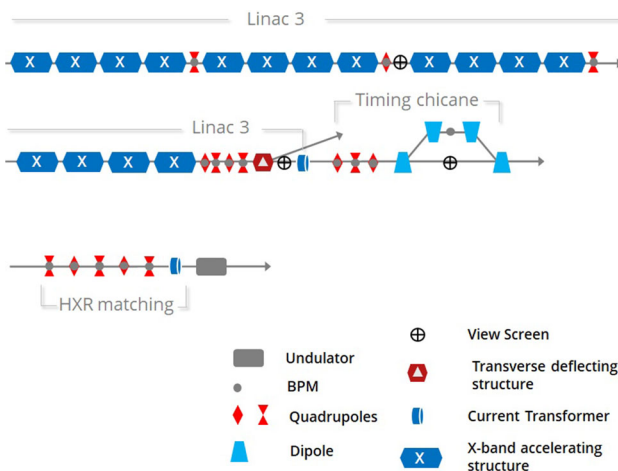 Linac 3
X X X X X X X X X X X X
Timing chicane
Linac 3
X X X X
HXR matching
View Screen
Undulator
Transverse deflecting
structure
BPM
Quadrupoles
Current Transformer
Dipole
X X-band accelerating
structure